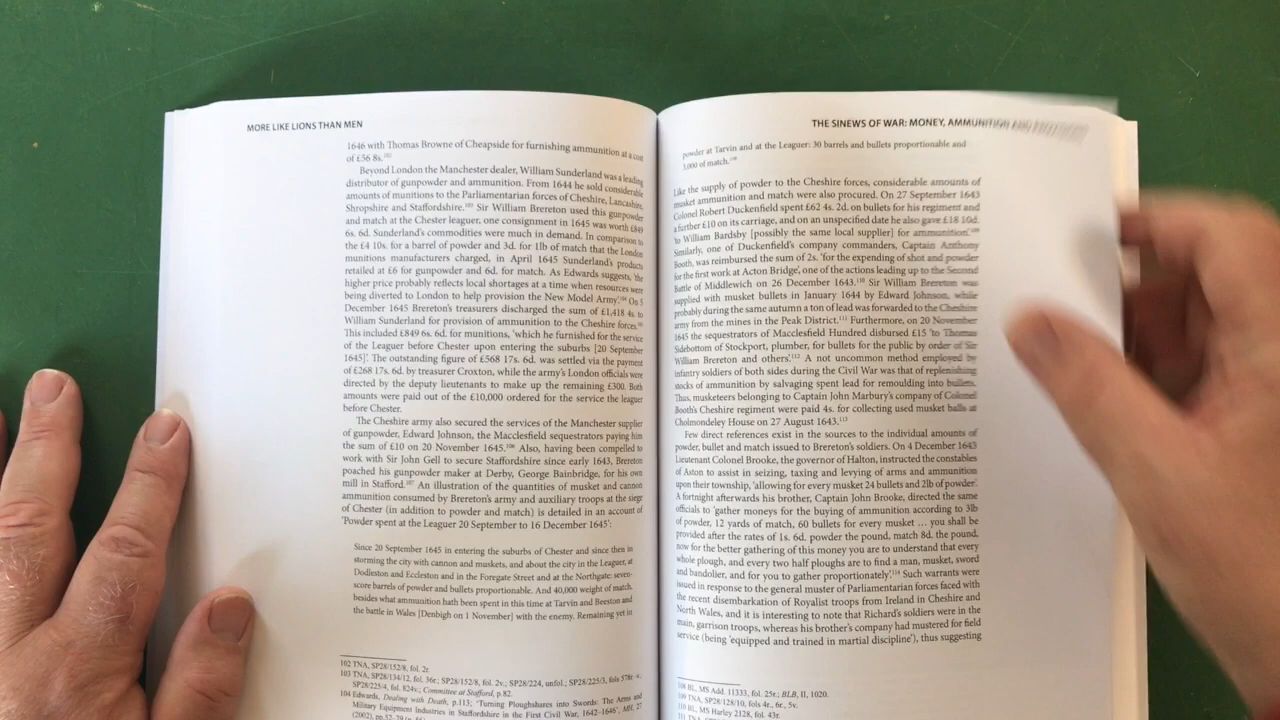 MORE LIKE LIONS THAN MEN
1646 with Thomas Browne of Cheapside for furnishing ammunition at a cost
of £36 8s.¹⁰²
Beyond London the Manchester dealer, William Sunderland was a leading
distributor of gunpowder and ammunition. From 1644 he sold considerable
amounts of munitions to the Parliamentarian forces of Cheshire, Lancashire,
Shropshire and Staffordshire.¹⁰³ Sir William Brereton used this gunpowder
and match at the Chester leaguer, one consignment in 1645 was worth £849
6s. 6d. Sunderland's commodities were much in demand. In comparison to
the £4 10s. for a barrel of powder and 3d. for 1lb of match that the London
munitions manufacturers charged, in April 1645 Sunderland's products
retailed at £6 for gunpowder and 6d. for match. As Edwards suggests, 'the
higher price probably reflects local shortages at a time when resources were
being diverted to London to help provision the New Model Army'.¹⁰⁴ On 5
December 1645 Brereton's treasurers discharged the sum of £1,418 4s. to
William Sunderland for provision of ammunition to the Cheshire forces.
This included £849 6s. 6d. for munitions, 'which he furnished for the service
of the Leaguer before Chester upon entering the suburbs [20 September
1645]'. The outstanding figure of £568 17s. 6d. was settled via the payment
of £268 17s. 6d. by treasurer Croxton, while the army's London officials were
directed by the deputy lieutenants to make up the remaining £300. Both
amounts were paid out of the £10,000 ordered for the service the leaguer
before Chester.
The Cheshire army also secured the services of the Manchester supplier
of gunpowder, Edward Johnson, the Macclesfield sequestrators paying him
the sum of £10 on 20 November 1645.¹⁰⁶ Also, having been compelled to
work with Sir John Gell to secure Staffordshire since early 1643, Brereton
poached his gunpowder maker at Derby, George Bainbridge, for his own
mill in Stafford.¹⁰⁷ An illustration of the quantities of musket and cannon
ammunition consumed by Brereton's army and auxiliary troops at the siege
of Chester (in addition to powder and match) is detailed in an account of
'Powder spent at the Leaguer 20 September to 16 December 1645':
Since 20 September 1645 in entering the suburbs of Chester and since then in
storming the city with cannon and muskets, and about the city in the Leaguer, at
Dodleston and Eccleston and in the Foregate Street and at the Northgate: seven-
score barrels of powder and bullets proportionable. And 40,000 weight of match,
besides what ammunition hath been spent in this time at Tarvin and Beeston and
the battle in Wales [Denbigh on 1 November] with the enemy. Remaining yet in
102 TNA, SP28/152/8, fol. 2r.
103 TNA, SP28/134/12, fol. 36r.; SP28/152/8, fol. 2v.; SP28/224, unfol.; SP28/225/3, fols 578r-v,
SP28/225/4, fol. 824v.; Committee at Stafford, p.82.
104 Edwards, Dealing with Death, p.113; 'Turning Ploughshares into Swords: The Arms and
Military Equipment Industries in Staffordshire in the First Civil War, 1642–1646', MH, 27
THE SINEWS OF WAR: MONEY, AMMUNITION AND
powder at Tarvin and at the Leaguer: 30 barrels and bullets proportionable and
3,000 of match.¹⁰⁸
Like the supply of powder to the Cheshire forces, considerable amounts of
musket ammunition and match were also procured. On 27 September 1643
Colonel Robert Duckenfield spent £62 4s. 2d. on bullets for his regiment and
a further £10 on its carriage, and on an unspecified date he also gave £18 10d.
'to William Bardsby [possibly the same local supplier] for ammunition'.¹⁰⁹
Similarly, one of Duckenfield's company commanders, Captain Anthony
Booth, was reimbursed the sum of 2s. 'for the expending of shot and powder
for the first work at Acton Bridge', one of the actions leading up to the Second
Battle of Middlewich on 26 December 1643.¹¹⁰ Sir William Brereton was
supplied with musket bullets in January 1644 by Edward Johnson, while
probably during the same autumn a ton of lead was forwarded to the Cheshire
army from the mines in the Peak District.¹¹¹ Furthermore, on 20 November
1645 the sequestrators of Macclesfield Hundred disbursed £15 'to Thomas
Sidebottom of Stockport, plumber, for bullets for the public by order of Sir
William Brereton and others'.¹¹² A not uncommon method employed by
infantry soldiers of both sides during the Civil War was that of replenishing
stocks of ammunition by salvaging spent lead for remoulding into bullets.
Thus, musketeers belonging to Captain John Marbury's company of Colonel
Booth's Cheshire regiment were paid 4s. for collecting used musket balls at
Cholmondeley House on 27 August 1643.¹¹³
Few direct references exist in the sources to the individual amounts of
powder, bullet and match issued to Brereton's soldiers. On 4 December 1643
Lieutenant Colonel Brooke, the governor of Halton, instructed the constables
of Aston to assist in seizing, taxing and levying of arms and ammunition
upon their township, 'allowing for every musket 24 bullets and 2lb of powder'.
A fortnight afterwards his brother, Captain John Brooke, directed the same
officials to 'gather moneys for the buying of ammunition according to 3lb
of powder, 12 yards of match, 60 bullets for every musket … you shall be
provided after the rates of 1s. 6d. powder the pound, match 8d. the pound,
now for the better gathering of this money you are to understand that every
whole plough, and every two half ploughs are to find a man, musket, sword
and bandolier, and for you to gather proportionately'.¹¹⁴ Such warrants were
issued in response to the general muster of Parliamentary forces faced with
the recent disembarkation of Royalist troops from Ireland in Cheshire and
North Wales, and it is interesting to note that Richard's soldiers were in the
main, garrison troops, whereas his brother's company had mustered for field
service (being 'equipped and trained in martial discipline'), thus suggesting
108 BL, MS Add. 11333, fol. 25r.; BLB, II, 1020.
109 TNA, SP28/128/10, fols 4r., 6r., 5v.
110 BL, MS Harley 2128, fol. 43r.